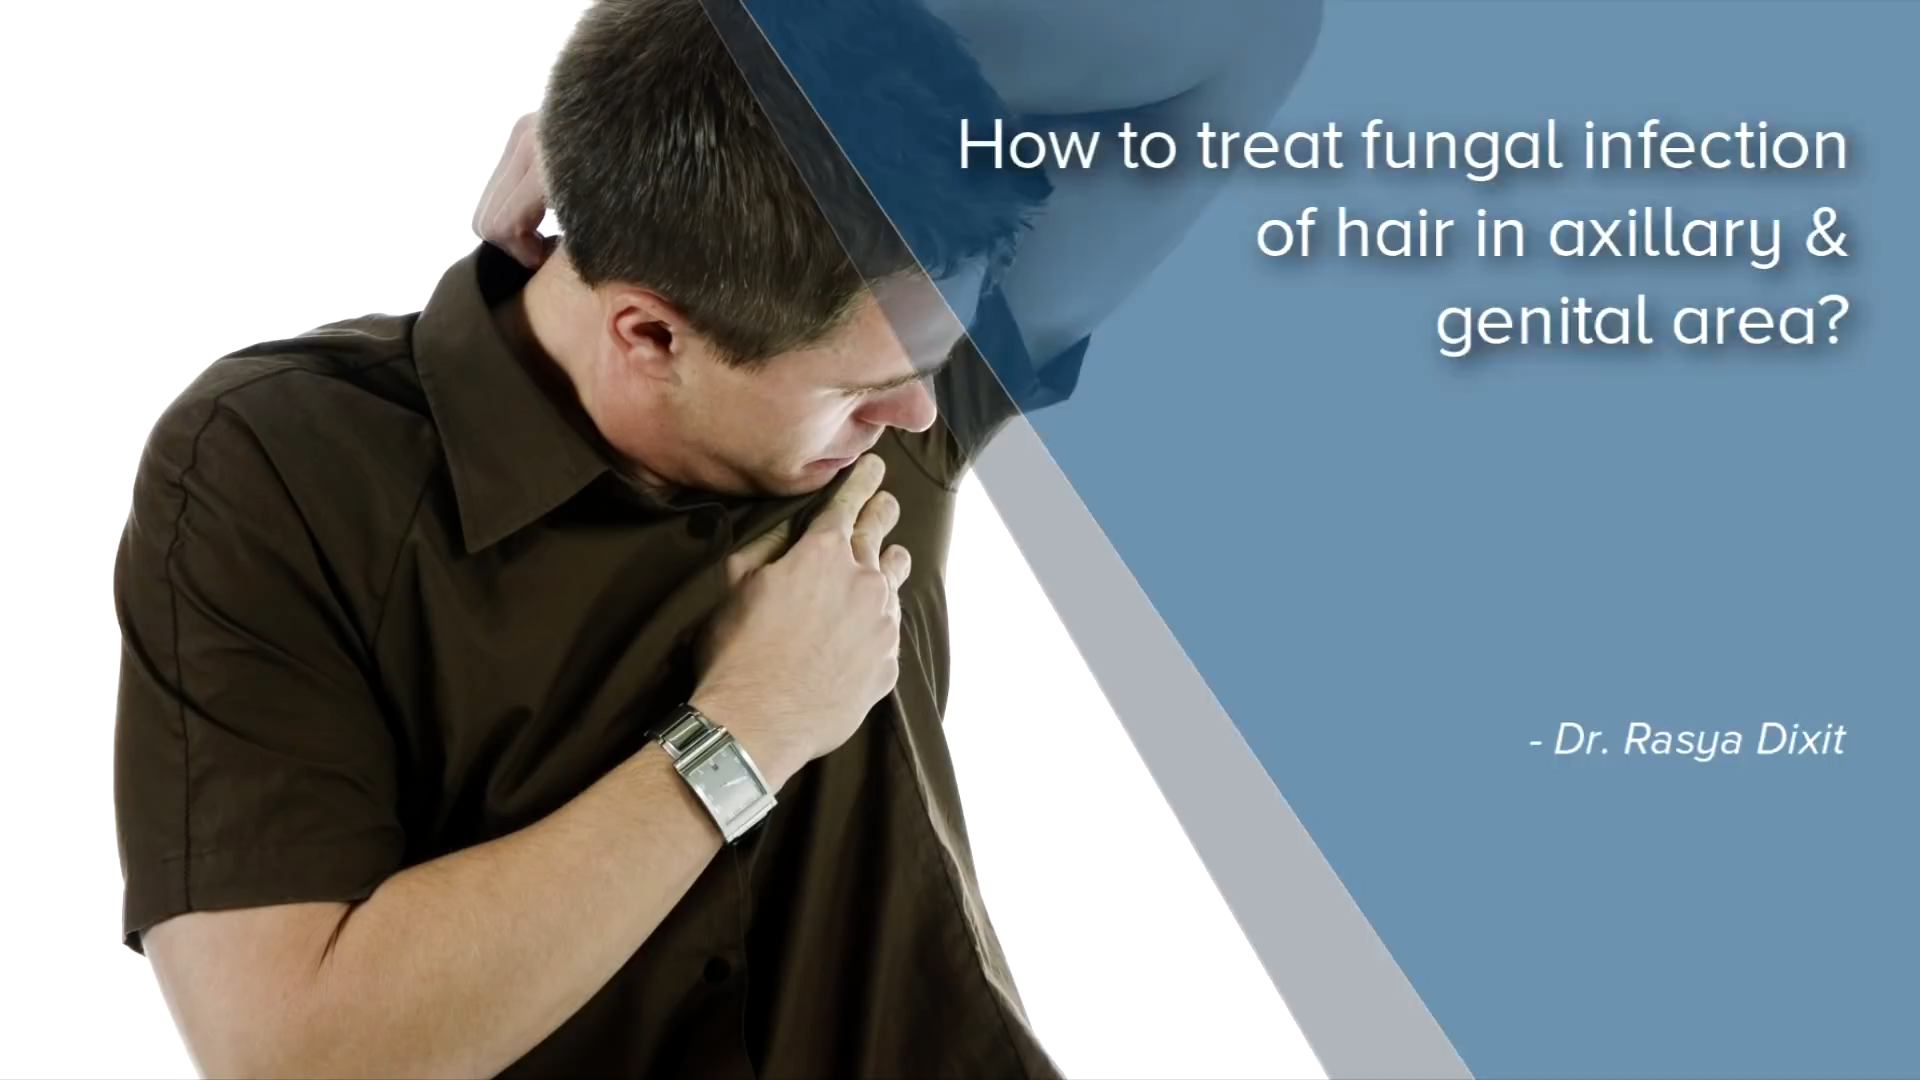 How to treat fungal infection
of hair in axillary &
genital area?
- Dr. Rasya Dixit